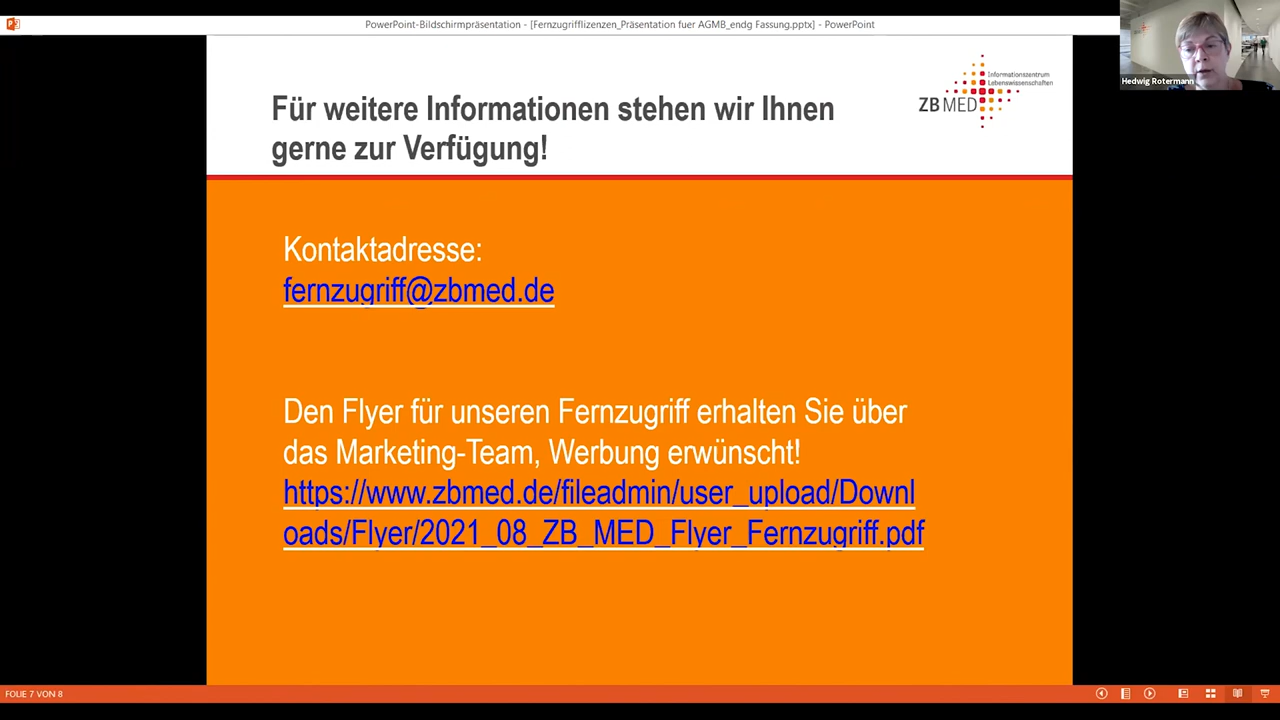 PowerPoint-Bildschirmpräsentation - [Fernzugrifflizenzen_Präsentation fuer AGMB_endg Fassung.pptx] - PowerPoint
Hedwig Rotermann
Für weitere Informationen stehen wir Ihnen
gerne zur Verfügung!
Informationszentrum
Lebenswissenschaften
ZB MED
Kontaktadresse:
fernzugriff@zbmed.de
Den Flyer für unseren Fernzugriff erhalten Sie über
das Marketing-Team, Werbung erwünscht!
https://www.zbmed.de/fileadmin/user_upload/Downl
oads/Flyer/2021_08_ZB_MED_Flyer_Fernzugriff.pdf
FOLIE 7 VON 8